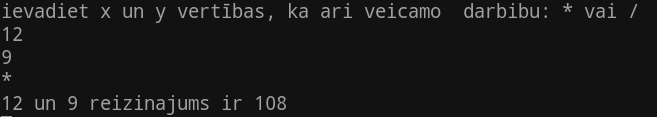 ievadiet x un y vertības, ka ari veicamo  darbibu: * vai /
12
9
*
12 un 9 reizinajums ir 108